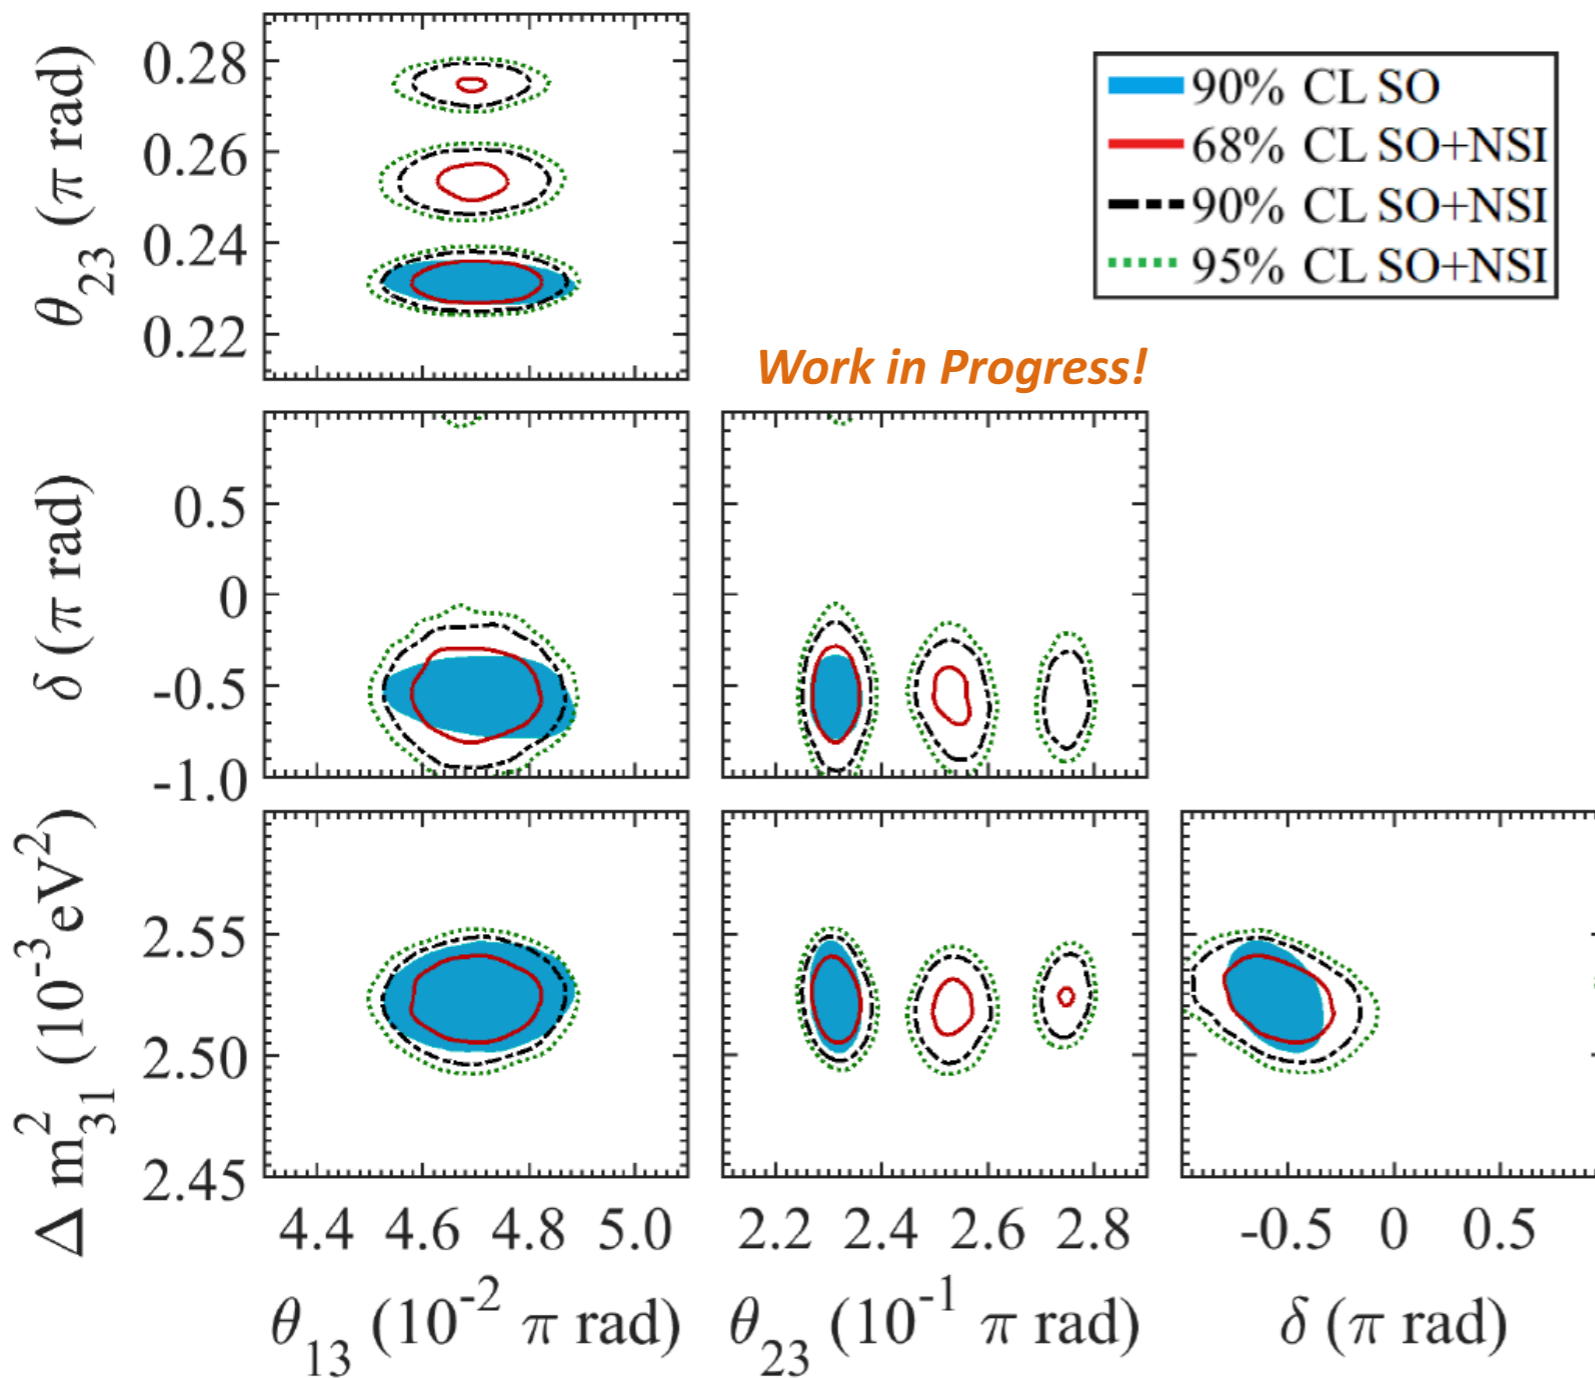 0.28
0.26
0.24
0.22
θ23 (π rad)
90% CL SO
68% CL SO+NSI
90% CL SO+NSI
95% CL SO+NSI
Work in Progress!
0.5
0
-0.5
-1.0
δ (π rad)
2.55
2.50
2.45
Δ m²31 (10⁻³eV²)
4.4 4.6 4.8 5.0
2.2 2.4 2.6 2.8
-0.5 0 0.5
θ13 (10⁻² π rad)
θ23 (10⁻¹ π rad)
δ (π rad)